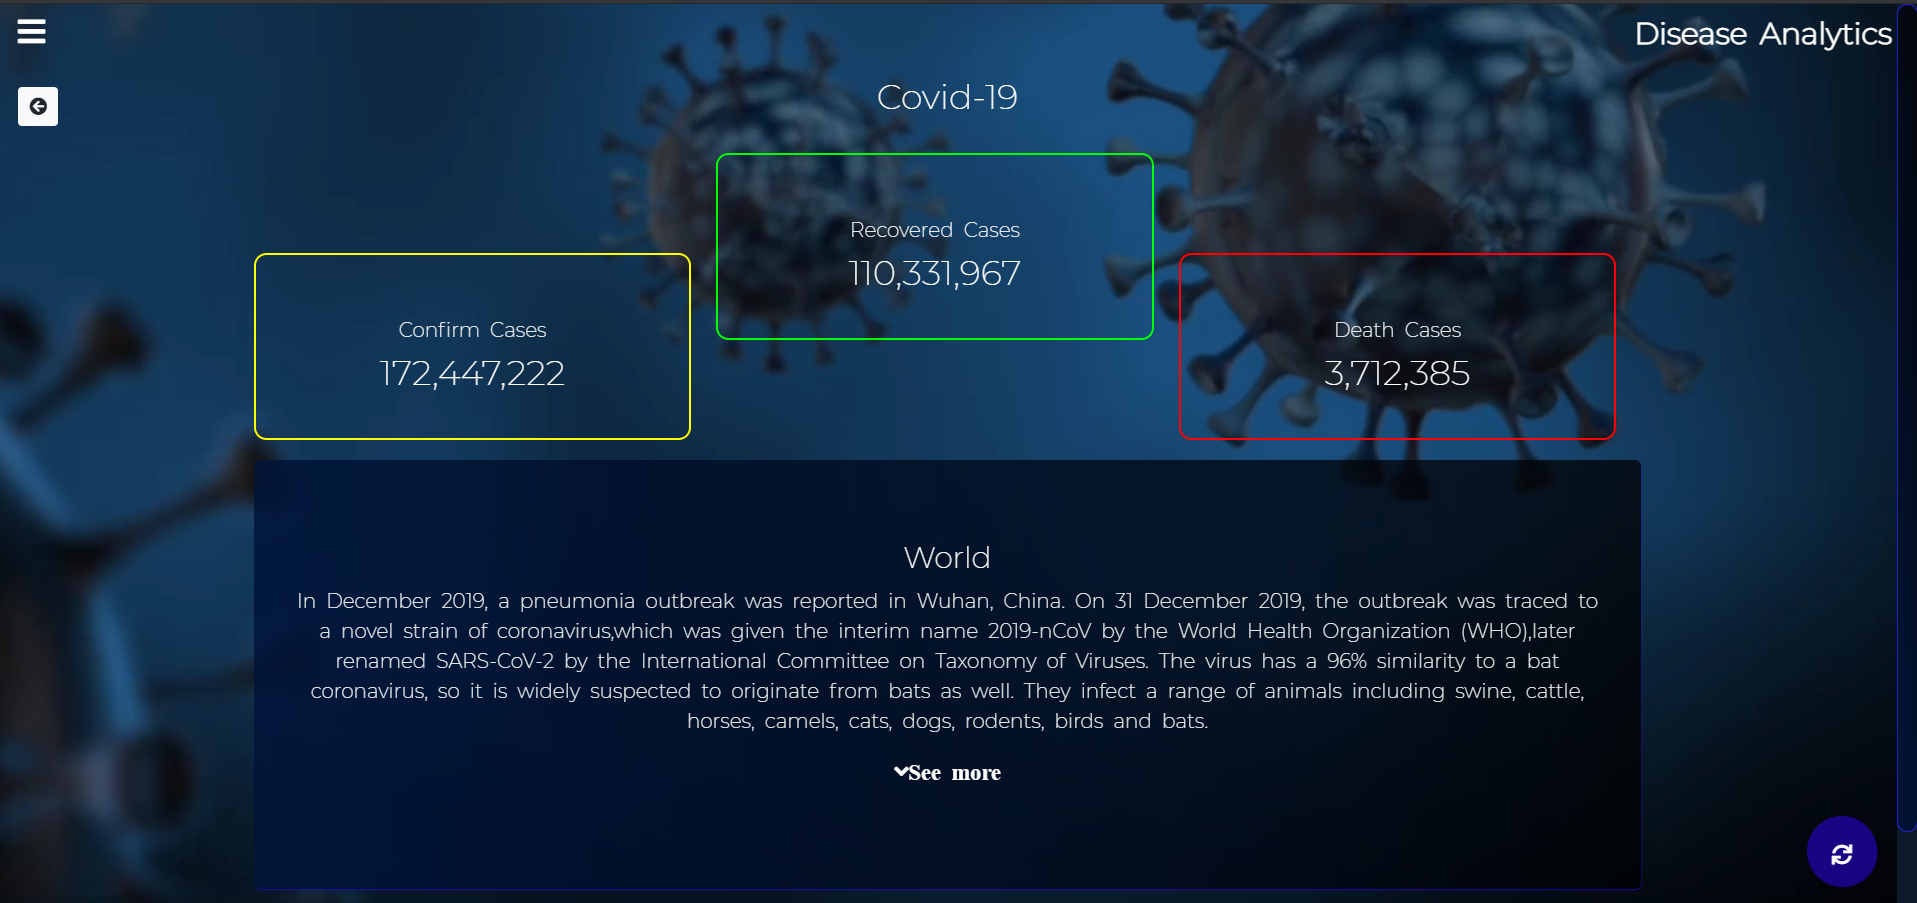 Disease Analytics
Covid-19
Recovered Cases
110,331,967
Confirm Cases
172,447,222
Death Cases
3,712,385
World
In December 2019, a pneumonia outbreak was reported in Wuhan, China. On 31 December 2019, the outbreak was traced to
a novel strain of coronavirus,which was given the interim name 2019-nCoV by the World Health Organization (WHO),later
renamed SARS-CoV-2 by the International Committee on Taxonomy of Viruses. The virus has a 96% similarity to a bat
coronavirus, so it is widely suspected to originate from bats as well. They infect a range of animals including swine, cattle,
horses, camels, cats, dogs, rodents, birds and bats.
See more